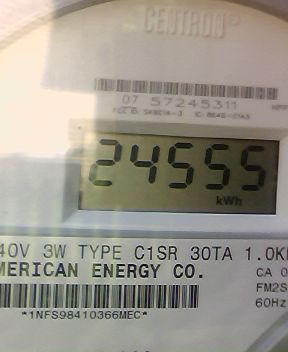 CENTRON®
07 57245311
24555
kWh
40V 3W TYPE C1SR 30TA 1.0K
MERICAN ENERGY CO.
CA 0
FM2S
60Hz
*1NFS98410366MEC*